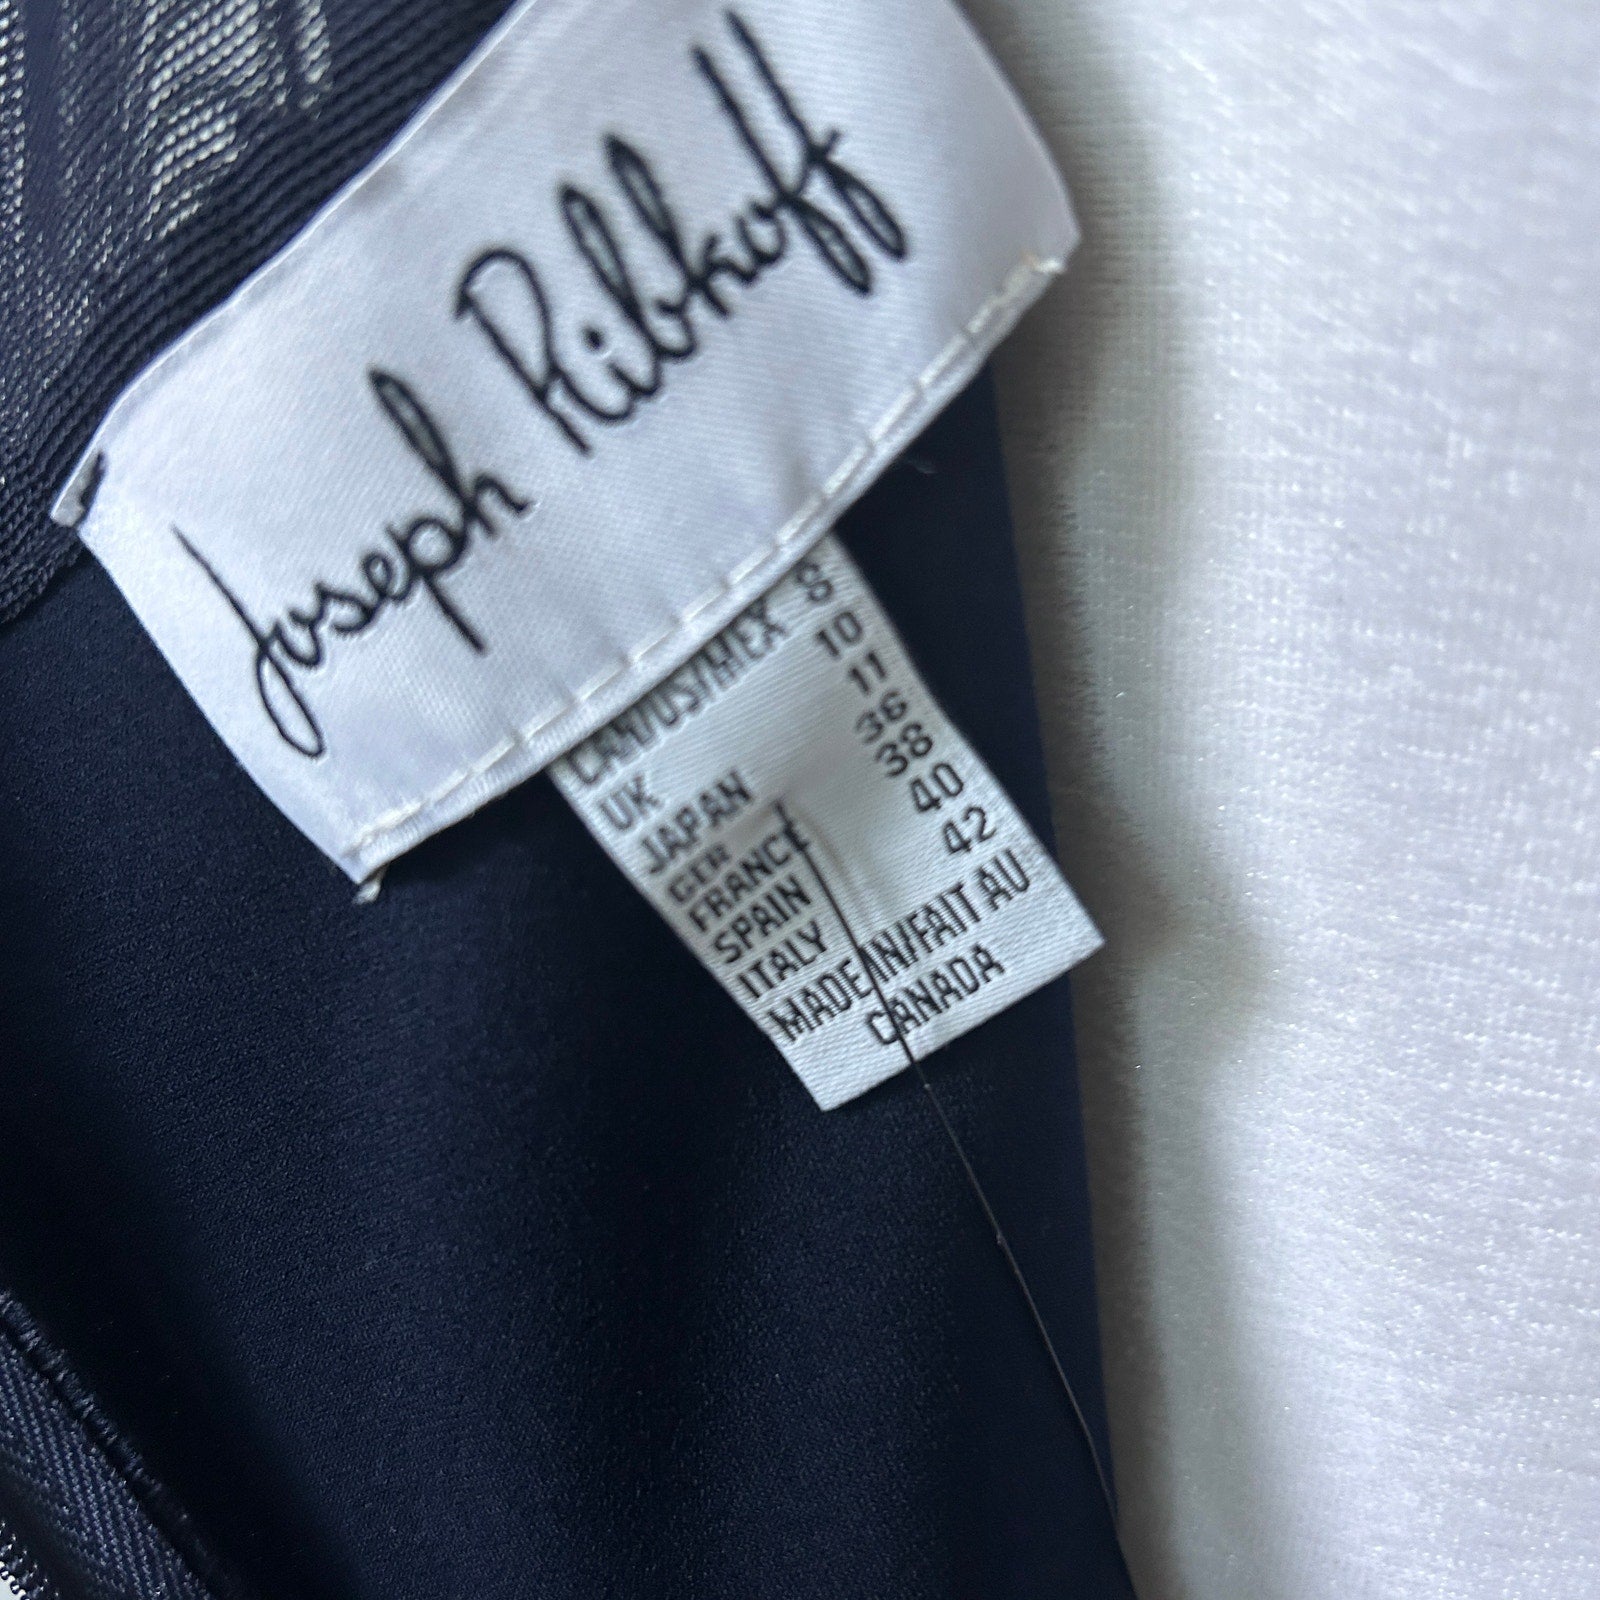 Joseph Ribkoff
CAN/US/MEX 8
UK 10
JAPAN 11
GER 36
FRANCE 38
SPAIN 40
ITALY 42
MADE IN/FAIT AU
CANADA